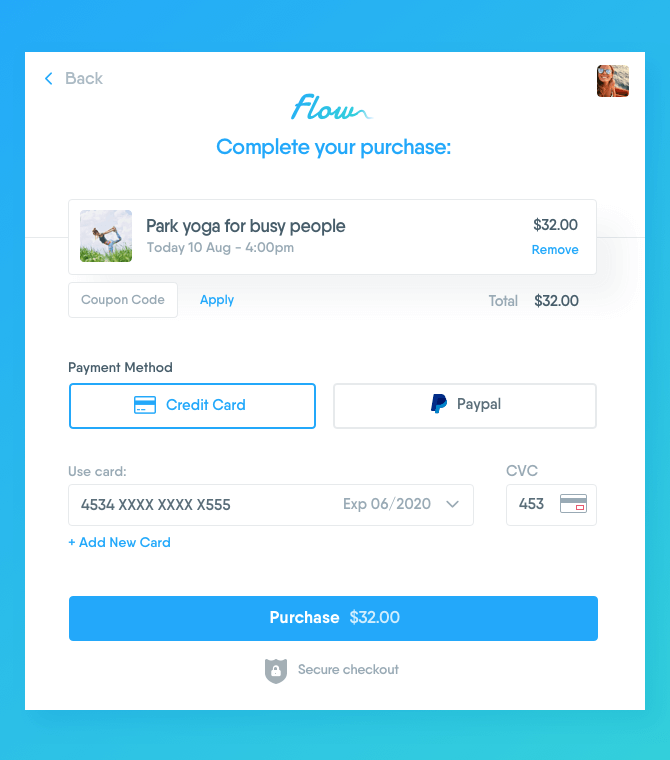 Back
flow
Complete your purchase:
Park yoga for busy people
$32.00
Today 10 Aug - 4:00pm
Remove
Coupon Code
Apply
Total $32.00
Payment Method
Credit Card
Paypal
Use card:
CVC
4534 XXXX XXXX X555
Exp 06/2020
453
+ Add New Card
Purchase $32.00
Secure checkout